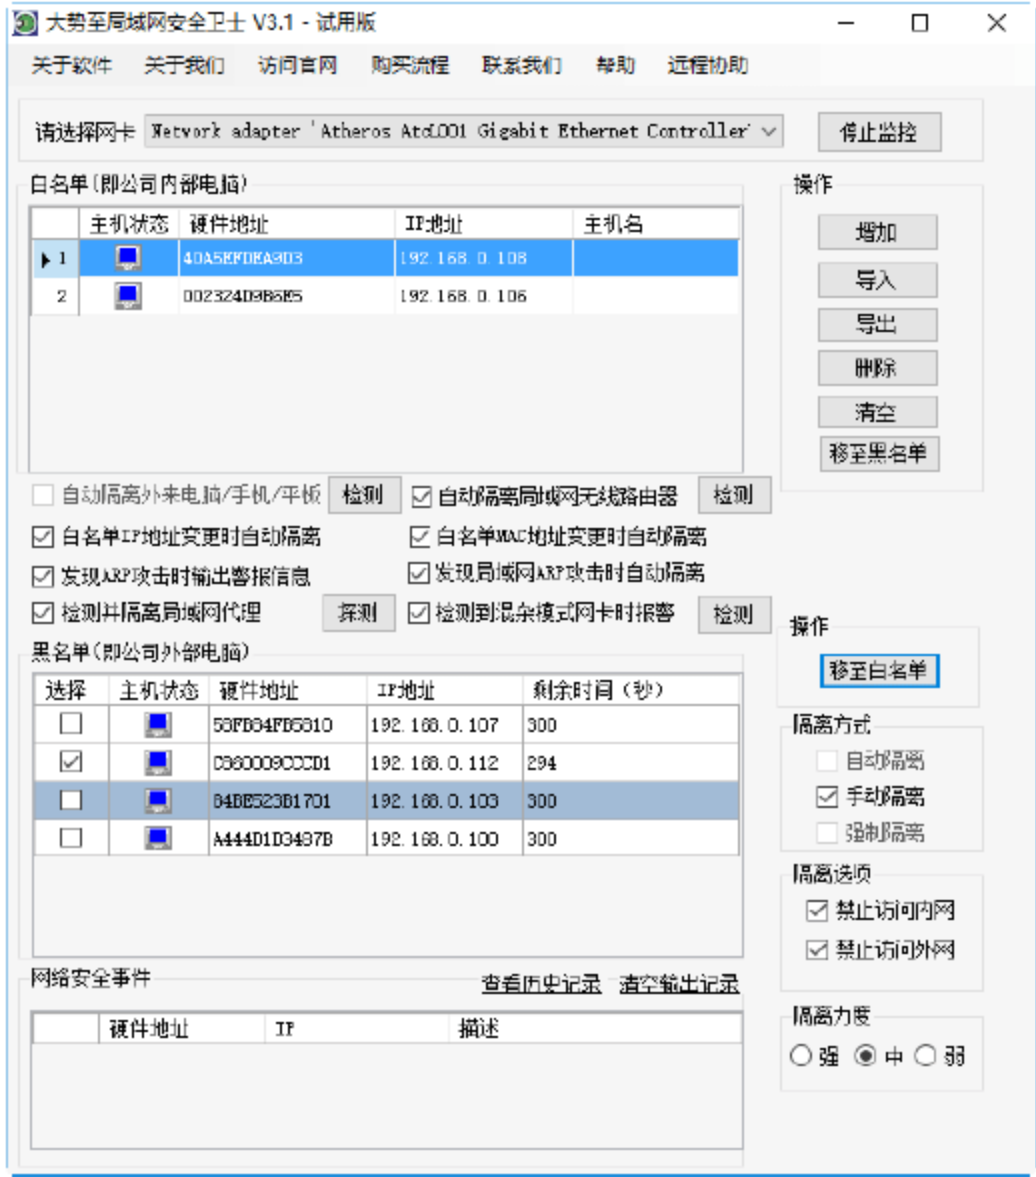 大势至局域网安全卫士 V3.1 - 试用版
关于软件 关于我们 访问官网 购买流程 联系我们 帮助 远程协助
请选择网卡 Network adapter 'Atheros AtcL001 Gigabit Ethernet Controller' 停止监控
白名单(即公司内部电脑) 操作
主机状态 硬件地址 IP地址 主机名
1 40A5EFDEA9D3 192.168.0.108
2 002324D9B6E5 192.168.0.106
增加
导入
导出
删除
清空
移至黑名单
自动隔离外来电脑/手机/平板 检测 自动隔离局域网无线路由器 检测
白名单IP地址变更时自动隔离 白名单MAC地址变更时自动隔离
发现ARP攻击时输出警报信息 发现局域网ARP攻击时自动隔离
检测并隔离局域网代理 探测 检测到混杂模式网卡时报警 检测
黑名单(即公司外部电脑) 操作
移至白名单
选择 主机状态 硬件地址 IP地址 剩余时间（秒）
192.168.0.107 300
192.168.0.112 294
192.168.0.103 300
A444D1D3487B 192.168.0.100 300
隔离方式
自动隔离
手动隔离
强制隔离
隔离选项
禁止访问内网
禁止访问外网
网络安全事件 查看历史记录 清空输出记录
硬件地址 IP 描述
隔离力度
强 中 弱